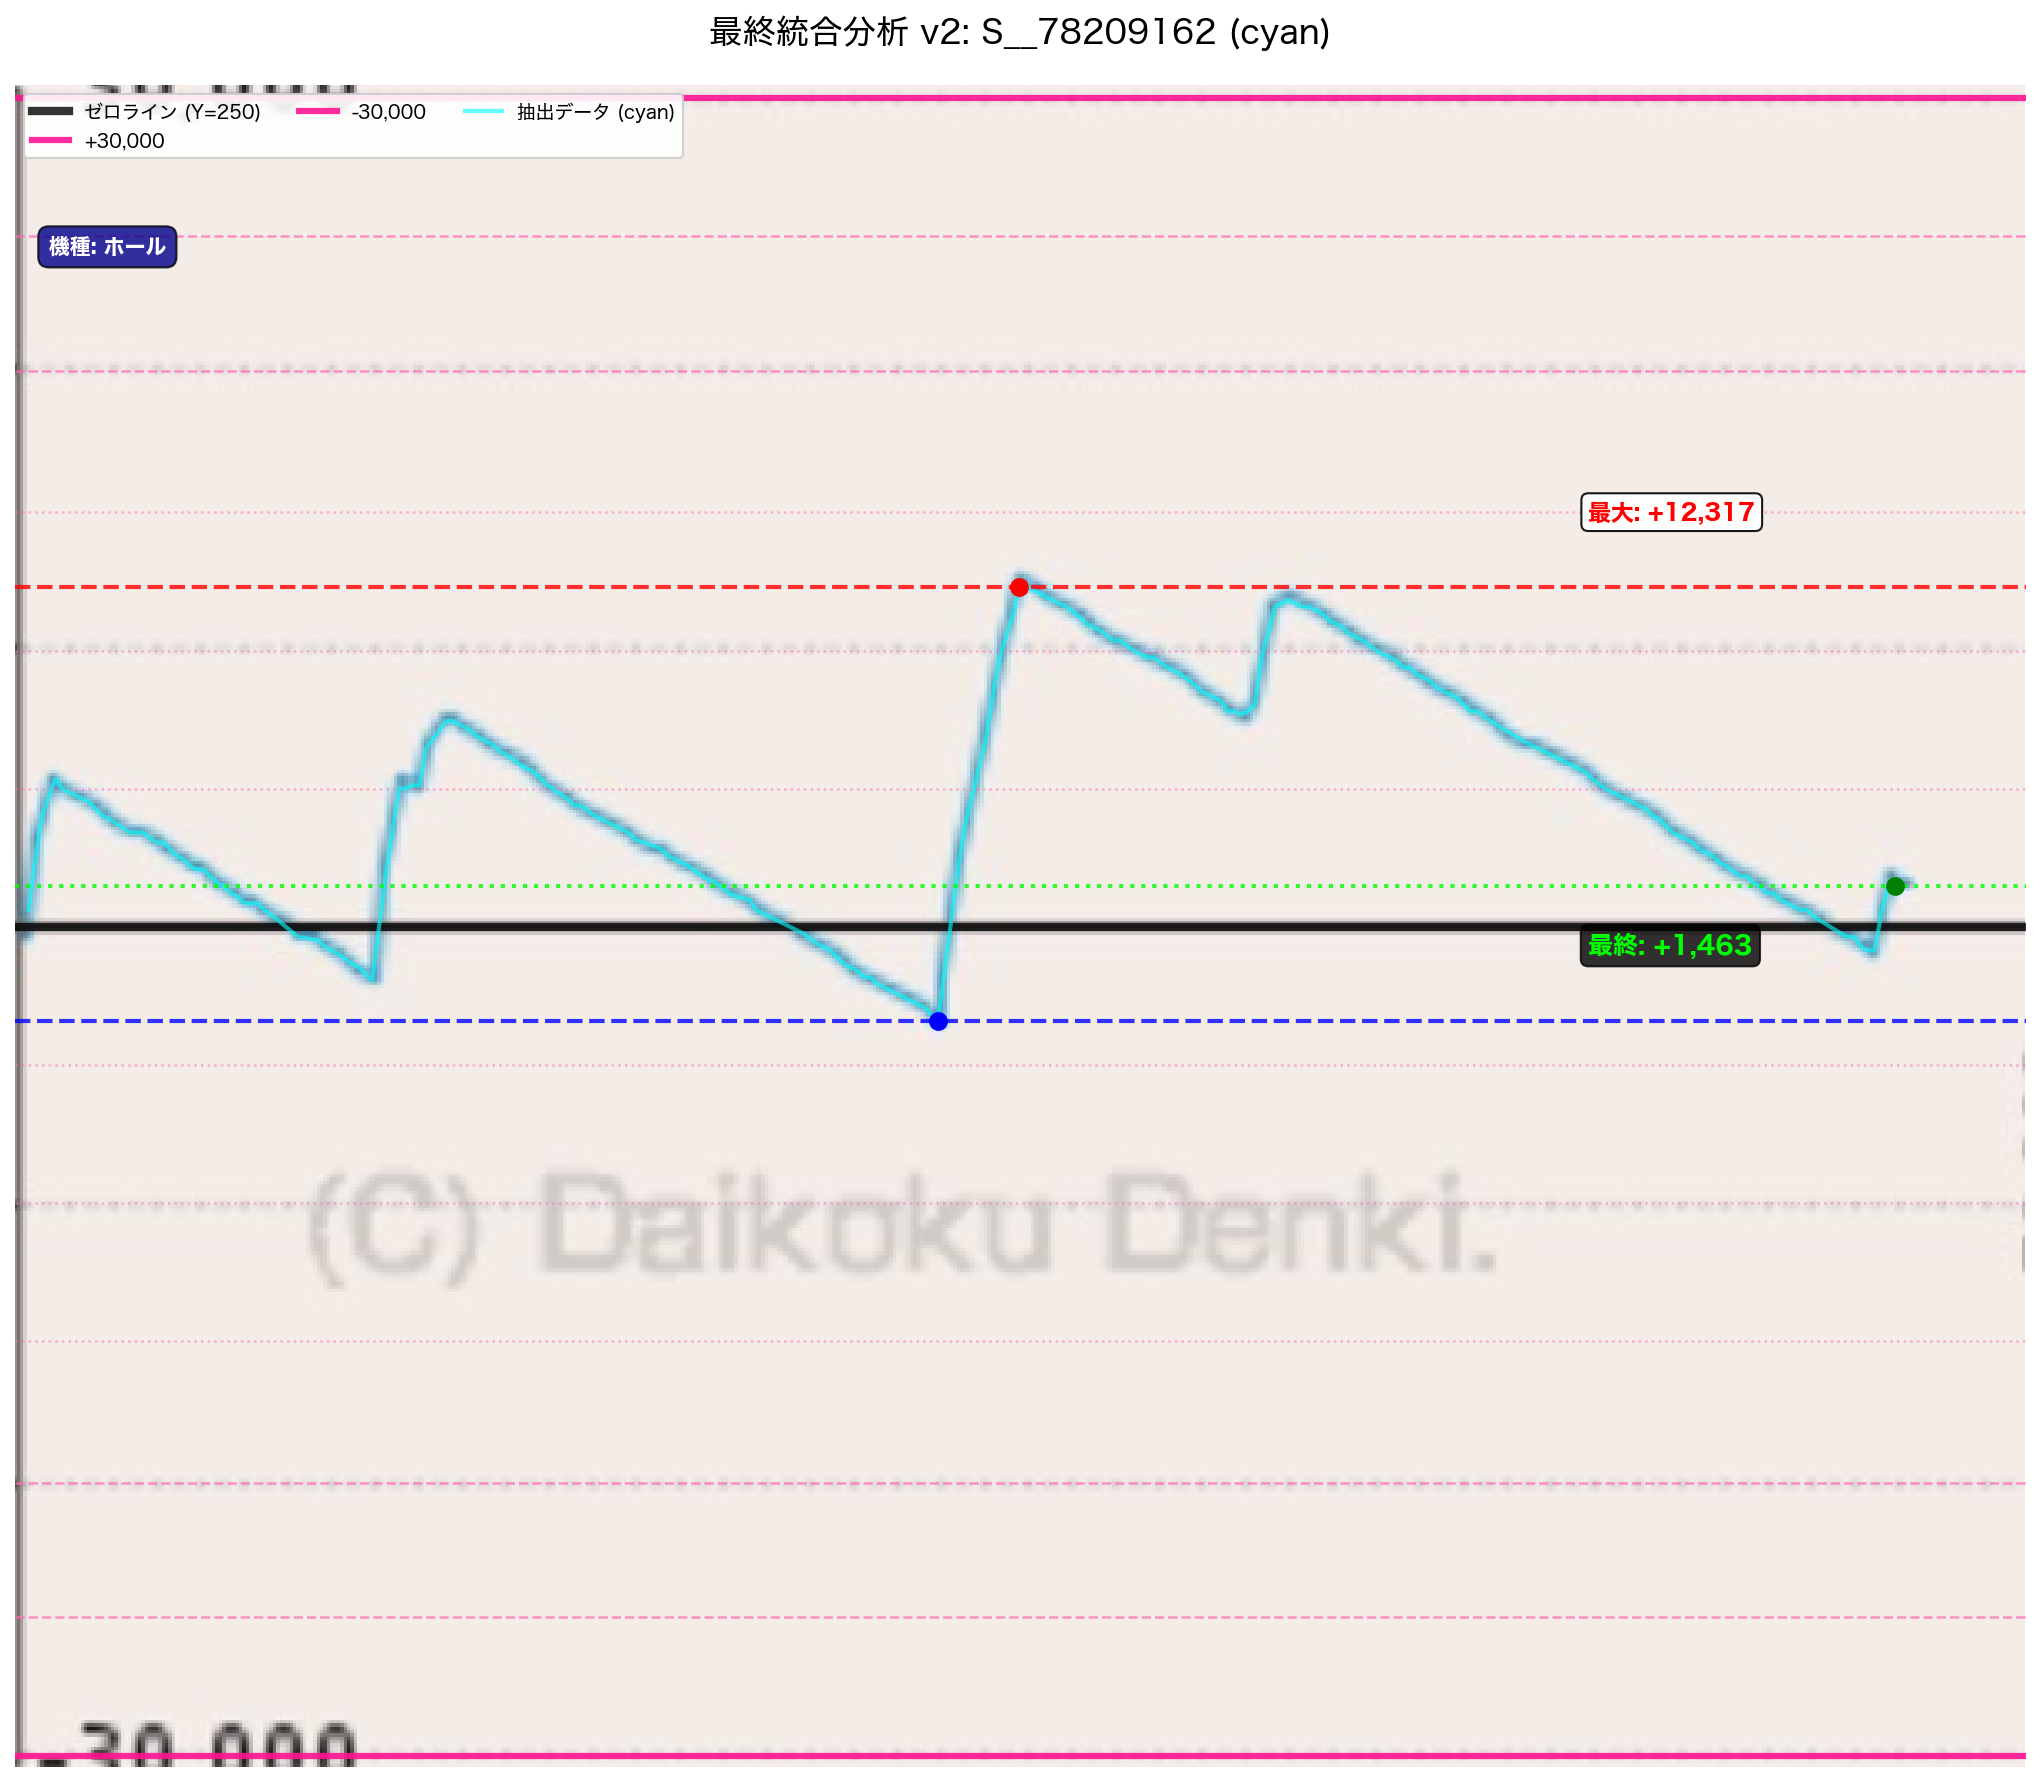 最終統合分析 v2: S__78209162 (cyan)
30,000
ゼロライン (Y=250)
-30,000
抽出データ (cyan)
+30,000
機種: ホール
最大: +12,317
最終: +1,463
(C) Daikoku Denki.
-30,000